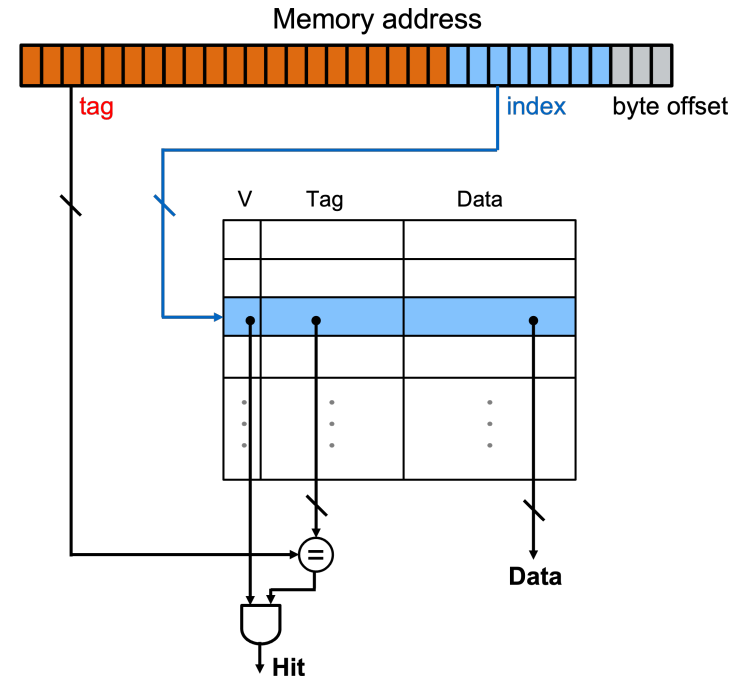 Memory address
tag
index
byte offset
V Tag Data
=
Data
Hit